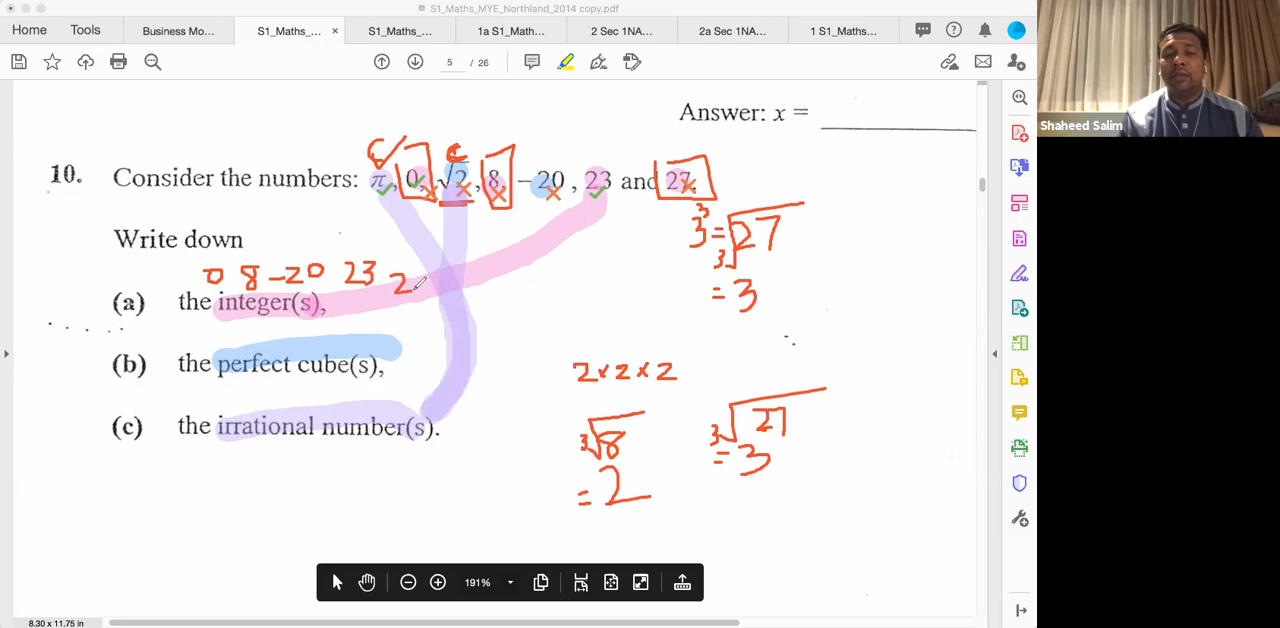 S1_Maths_MYE_Northland_2014 copy.pdf
Home Tools Business Mo... S1_Maths_... × S1_Maths_... 1a S1_Math... 2 Sec 1NA... 2a Sec 1NA... 1 S1_Maths...
5 / 26
Shaheed Salim
Answer: x =
10. Consider the numbers: π, 0, √2, 8, −20, 23 and 27.
3³ = ∛27
Write down
= 3
0 8 -20 23 2
(a) the integer(s),
(b) the perfect cube(s),
2×2×2
(c) the irrational number(s).
∛8 ∛27
= 2 = 3
191%
8.30 x 11.75 in